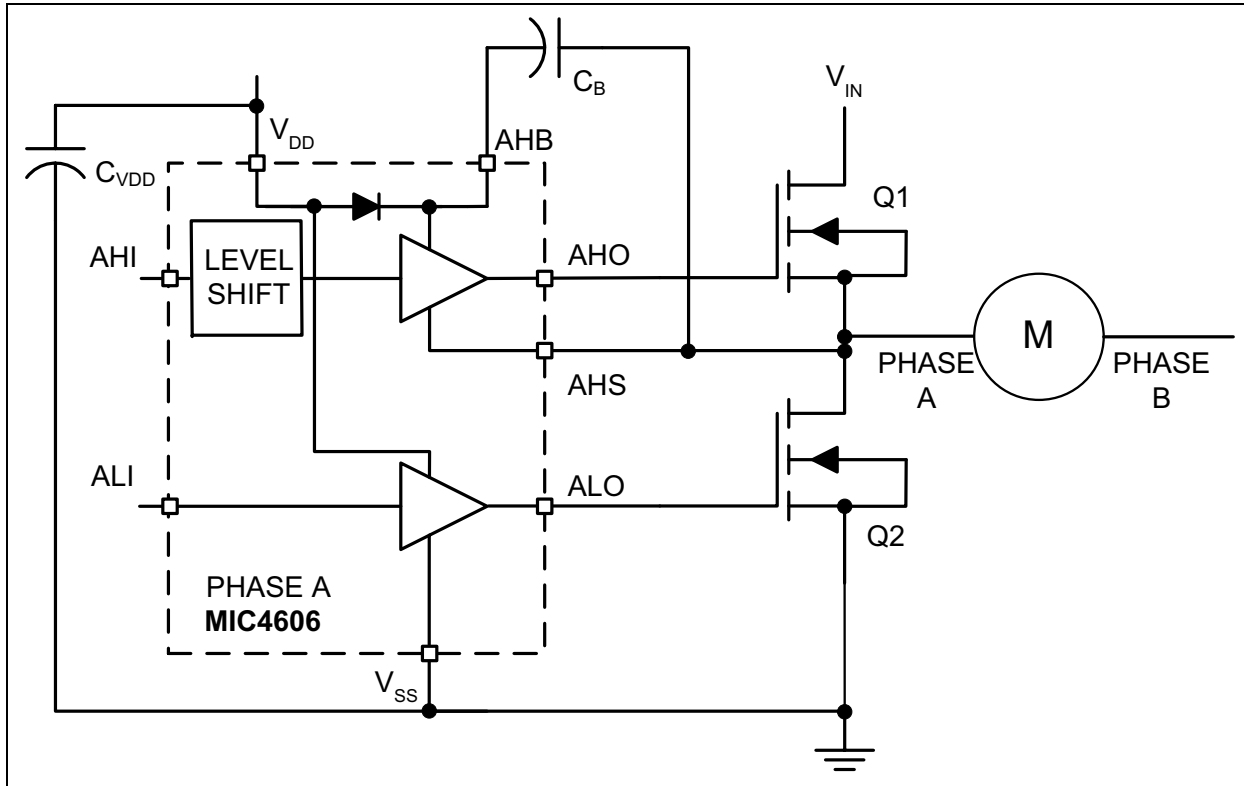 C_B
V_IN
V_DD
AHB
C_VDD
Q1
AHI
LEVEL
SHIFT
AHO
M
AHS
PHASE
A
PHASE
B
ALI
ALO
Q2
PHASE A
MIC4606
V_SS